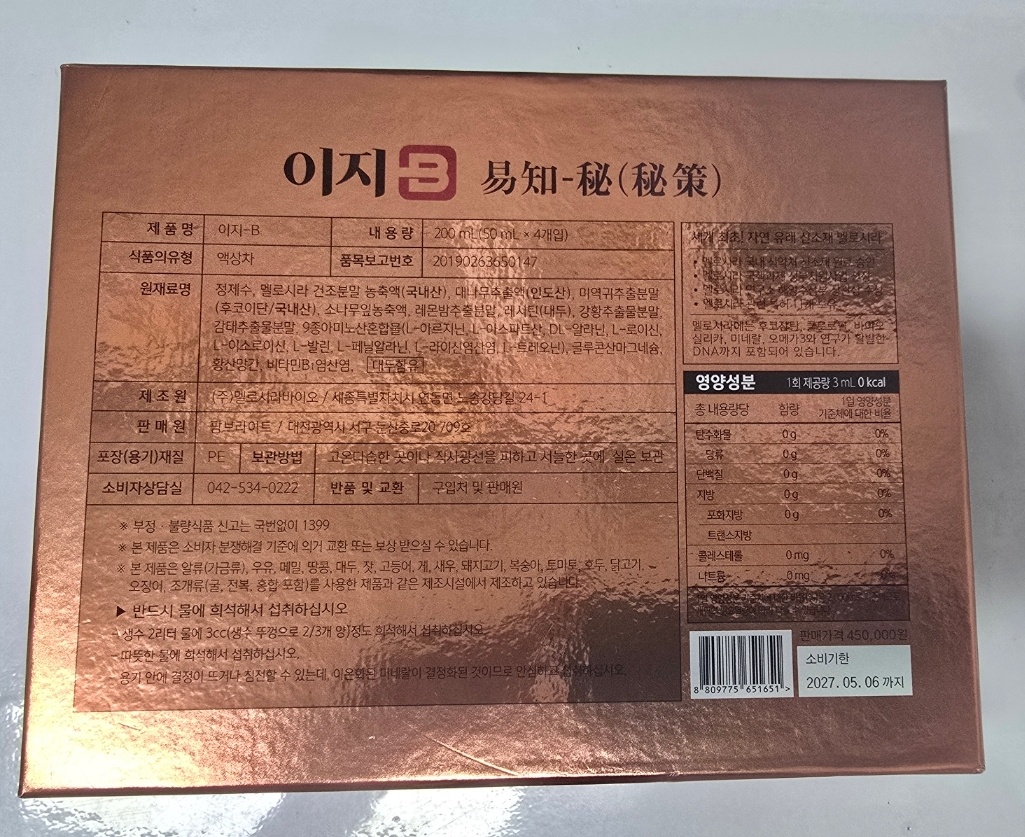 이지B 易知-秘(秘策)
제품명 이지-B 내용량 200 mL(50 mL × 4개입)
식품의유형 액상차 품목보고번호 20190263650147
원재료명 정제수, 멜로시라 건조분말 농축액(국내산), 대나무추출액(인도산), 미역귀추출분말
(후코이단/국내산), 소나무잎농축액, 레몬밤추출분말, 레시틴(대두), 강황추출물분말,
감태추출물분말, 9종아미노산혼합물(L-아르지닌, L-아스파트산, DL-알라닌, L-로이신,
L-이소로이신, L-발린, L-페닐알라닌, L-라이신염산염, L-트레오닌), 글루콘산마그네슘,
황산망간, 비타민B₁염산염, 대두함유
제조원 (주)멜로시라바이오 / 세종특별자치시 연동면 노송강당길 24-1
판매원 팜브라이트 / 대전광역시 서구 둔산중로20 709호
포장(용기)재질 PE 보관방법 고온다습한 곳이나 직사광선을 피하고 서늘한 곳에 실온 보관
소비자상담실 042-534-0222 반품 및 교환 구입처 및 판매원
※ 부정·불량식품 신고는 국번없이 1399
※ 본 제품은 소비자 분쟁해결 기준에 의거 교환 또는 보상 받으실 수 있습니다.
※ 본 제품은 알류(가금류), 우유, 메밀, 땅콩, 대두, 잣, 고등어, 게, 새우, 돼지고기, 복숭아, 토마토, 호두, 닭고기,
오징어, 조개류(굴, 전복, 홍합 포함)를 사용한 제품과 같은 제조시설에서 제조하고 있습니다.
▶ 반드시 물에 희석해서 섭취하십시오
- 생수 2리터 물에 3cc(생수 뚜껑으로 2/3개 양)정도 희석해서 섭취하십시오.
- 따뜻한 물에 희석해서 섭취하십시오.
용기 안에 결정이 뜨거나 침전할 수 있는데, 이온화된 미네랄이 결정화된 것이므로 안심하고 섭취하십시오.
세계 최초! 자연 유래 신소재 멜로시라
멜로시라에는 후코잔틴,
실리카, 미네랄, 오메가3와 연구가 활발한
DNA까지 포함되어 있습니다.
영양성분 1회 제공량 3 mL 0 kcal
총 내용량당 함량 1일 영양성분
기준치에 대한 비율
탄수화물 0 g 0%
당류 0 g 0%
단백질 0 g 0%
지방 0 g 0%
포화지방 0 g 0%
트랜스지방
콜레스테롤 0 mg 0%
나트륨 0 mg 0%
판매가격 450,000원
8 809775 651651 >
소비기한
2027. 05. 06 까지